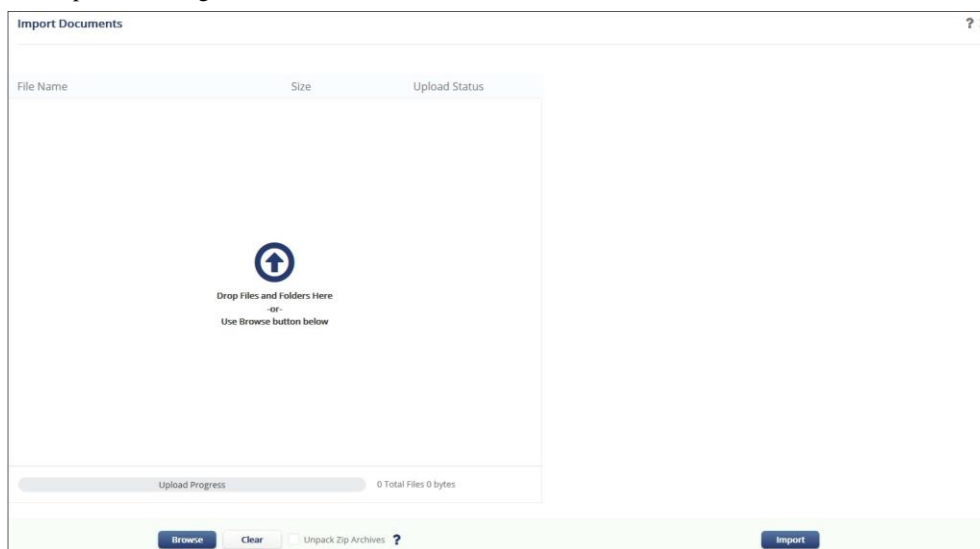 Import Documents ?
File Name Size Upload Status
Drop Files and Folders Here
-or-
Use Browse button below
Upload Progress 0 Total Files 0 bytes
Browse Clear Unpack Zip Archives ? Import